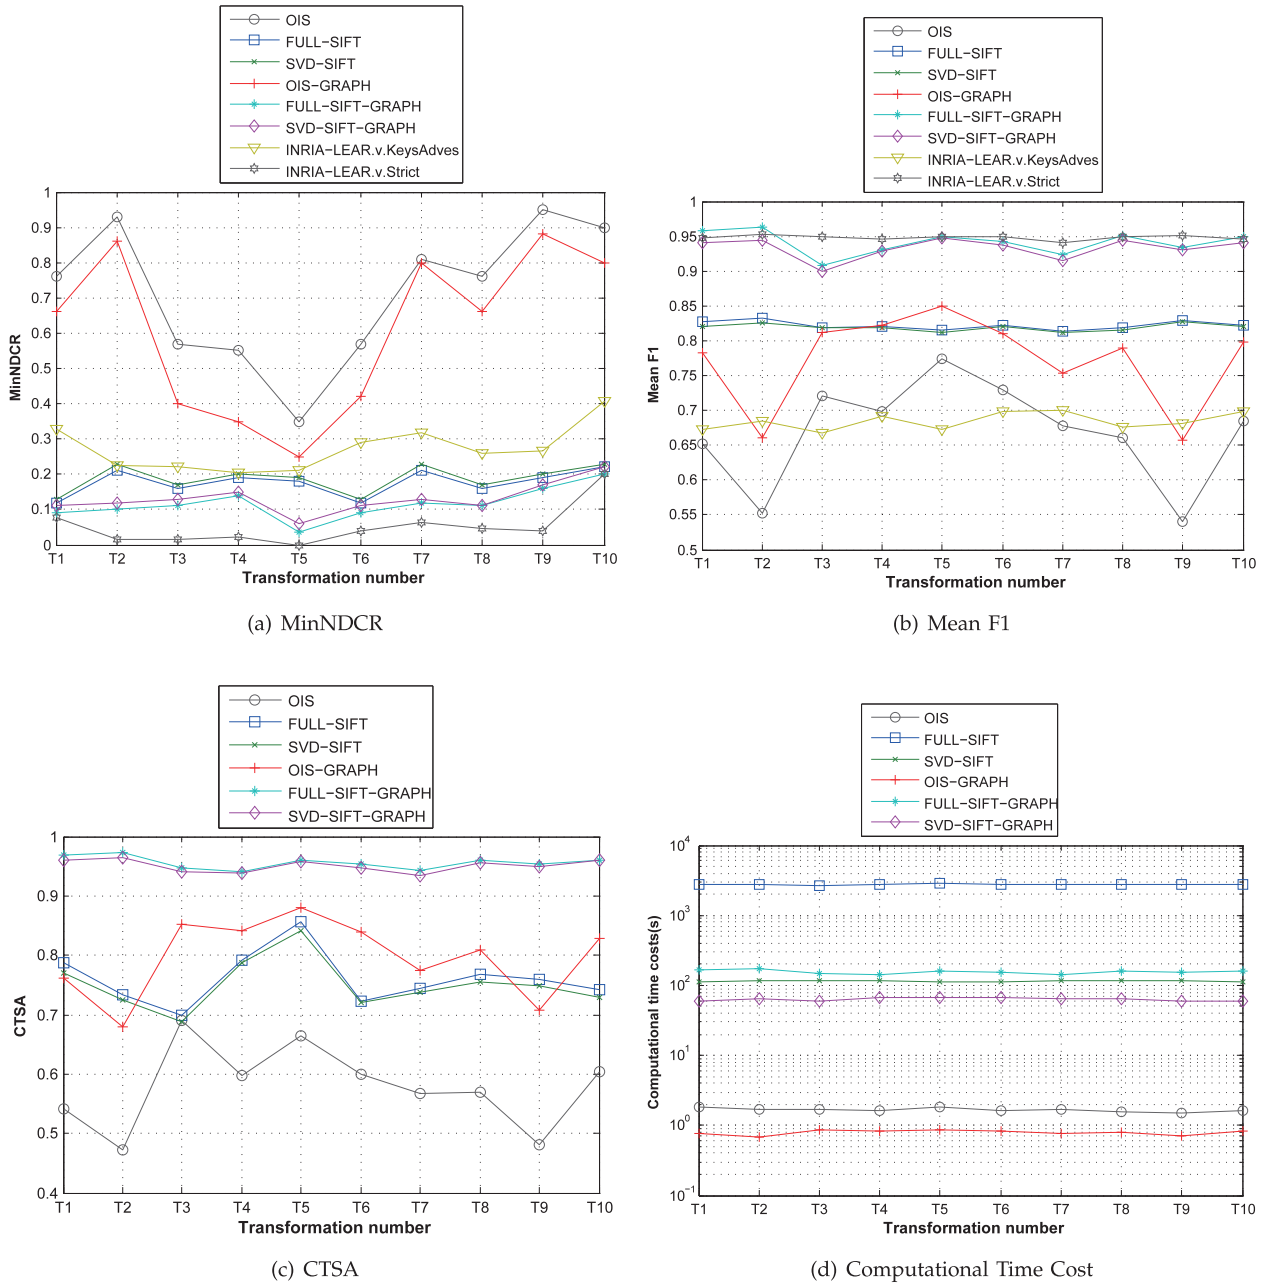 OIS
FULL−SIFT
SVD−SIFT
OIS−GRAPH
FULL−SIFT−GRAPH
SVD−SIFT−GRAPH
INRIA−LEAR.v.KeysAdves
INRIA−LEAR.v.Strict
1
0.9
0.8
0.7
0.6
0.5
0.4
0.3
0.2
0.1
0
MinNDCR
T1 T2 T3 T4 T5 T6 T7 T8 T9 T10
Transformation number
(a) MinNDCR
OIS
FULL−SIFT
SVD−SIFT
OIS−GRAPH
FULL−SIFT−GRAPH
SVD−SIFT−GRAPH
INRIA−LEAR.v.KeysAdves
INRIA−LEAR.v.Strict
1
0.95
0.9
0.85
0.8
0.75
0.7
0.65
0.6
0.55
0.5
Mean F1
T1 T2 T3 T4 T5 T6 T7 T8 T9 T10
Transformation number
(b) Mean F1
OIS
FULL−SIFT
SVD−SIFT
OIS−GRAPH
FULL−SIFT−GRAPH
SVD−SIFT−GRAPH
1
0.9
0.8
0.7
0.6
0.5
0.4
CTSA
T1 T2 T3 T4 T5 T6 T7 T8 T9 T10
Transformation number
(c) CTSA
OIS
FULL−SIFT
SVD−SIFT
OIS−GRAPH
FULL−SIFT−GRAPH
SVD−SIFT−GRAPH
10^4
10^3
10^2
10^1
10^0
10^−1
Computational time costs(s)
T1 T2 T3 T4 T5 T6 T7 T8 T9 T10
Transformation number
(d) Computational Time Cost